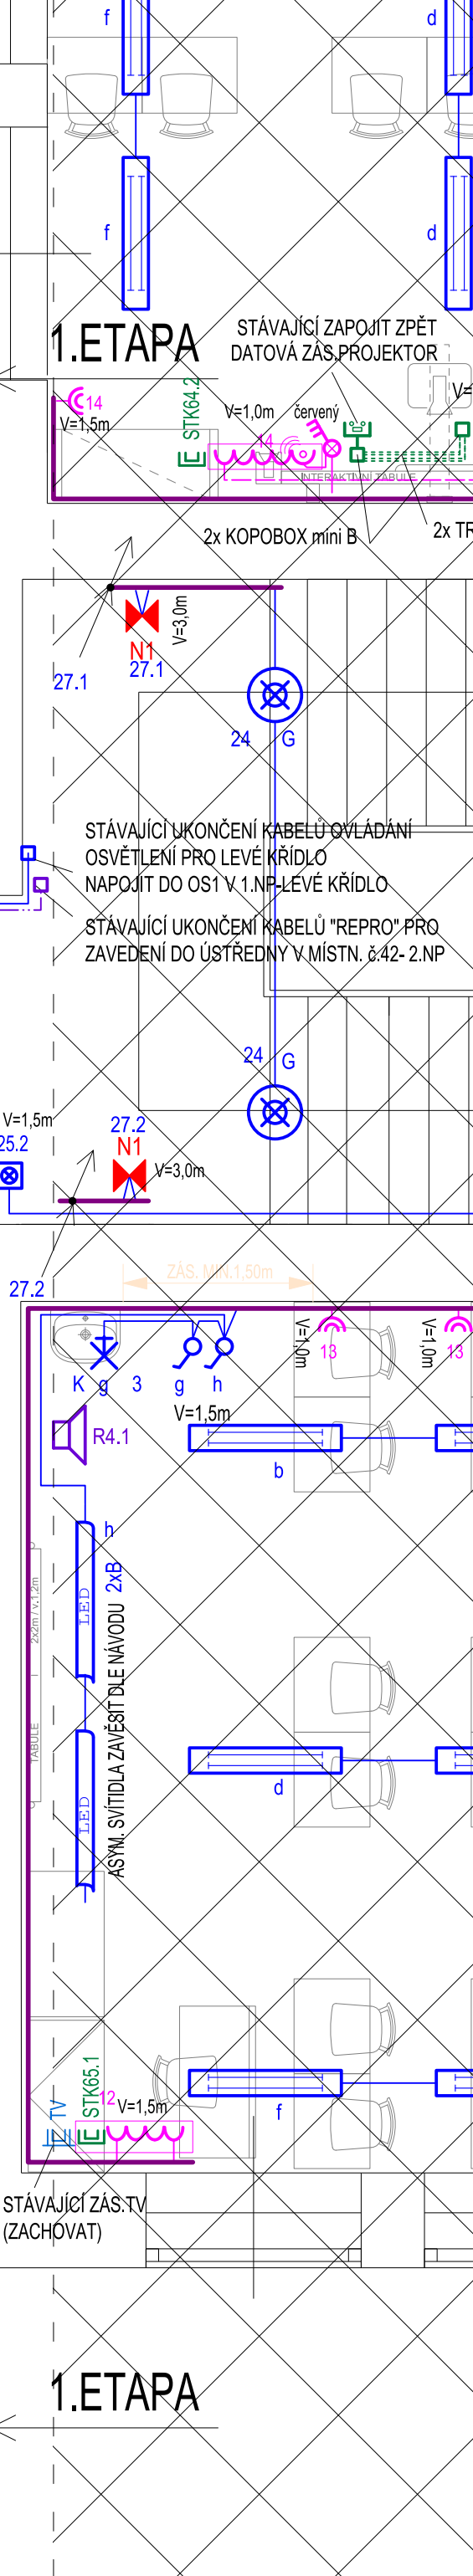 f
d
f
d
1.ETAPA
STÁVAJÍCÍ ZAPOJIT ZPĚT
DATOVÁ ZÁS,PROJEKTOR
14
V=1,5m
STK64.2
V=1,0m
14
červený
V=
INTERAKTIVNÍ TABULE
2x KOPOBOX mini B
2x TR
V=3,0m
N1
27.1
27.1
24
G
STÁVAJÍCÍ UKONČENÍ KABELŮ OVLÁDÁNÍ
OSVĚTLENÍ PRO LEVÉ KŘÍDLO
NAPOJIT DO OS1 V 1.NP-LEVÉ KŘÍDLO
STÁVAJÍCÍ UKONČENÍ KABELŮ "REPRO" PRO
ZAVEDENÍ DO ÚSTŘEDNY V MÍSTN. č.42- 2.NP
24
G
V=1,5m
25.2
27.2
N1
V=3,0m
27.2
ZÁS. MIN.1,50m
V=1,0m
13
V=1,0m
13
K
g
3
g
h
V=1,5m
R4.1
b
h
2xB
LED
2x2m / v.1,2m
TABULE
ASYM. SVÍTIDLA ZAVĚSIT DLE NÁVODU
d
LED
TV
STK65.1
12
V=1,5m
f
STÁVAJÍCÍ ZÁS.TV
(ZACHOVAT)
1.ETAPA